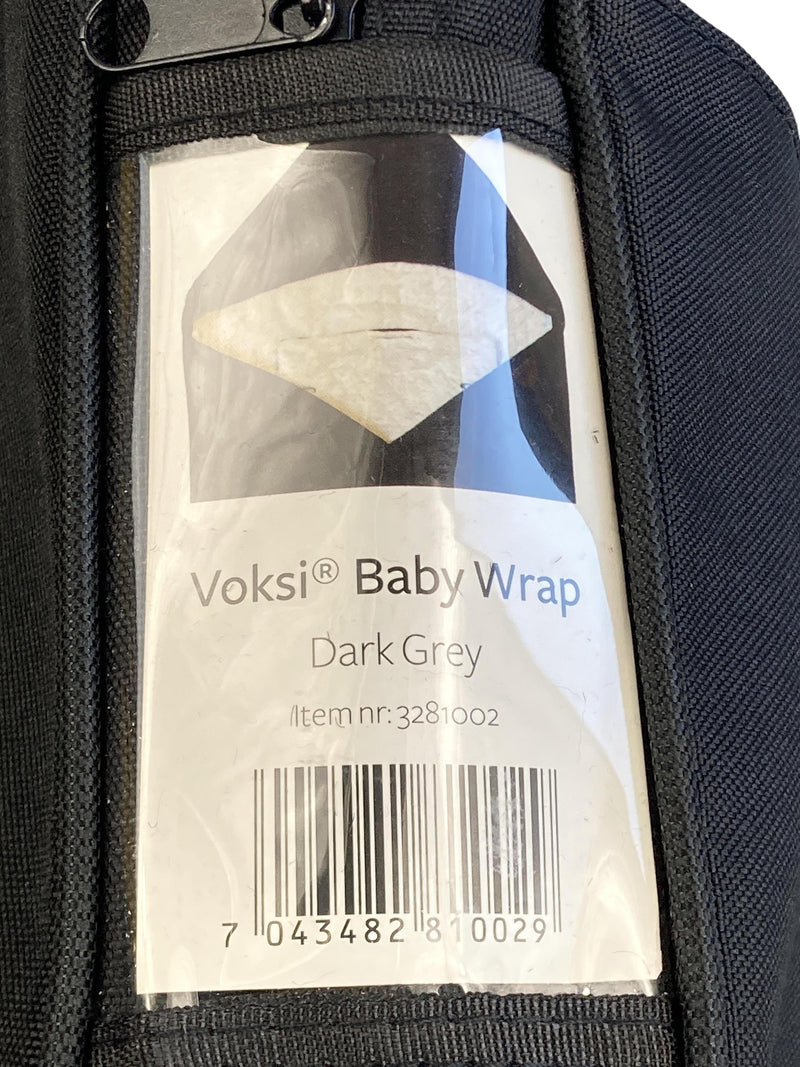 Voksi® Baby Wrap
Dark Grey
Item nr: 3281002
7 043482 810029